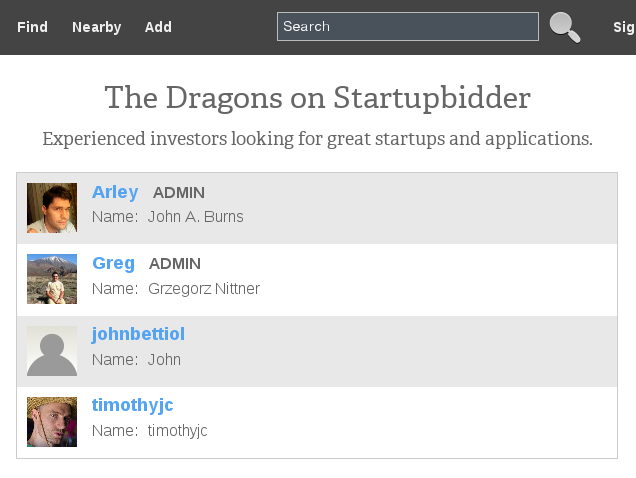 Find Nearby Add Search Sig
The Dragons on Startupbidder
Experienced investors looking for great startups and applications.
Arley ADMIN
Name: John A. Burns
Greg ADMIN
Name: Grzegorz Nittner
johnbettiol
Name: John
timothyjc
Name: timothyjc